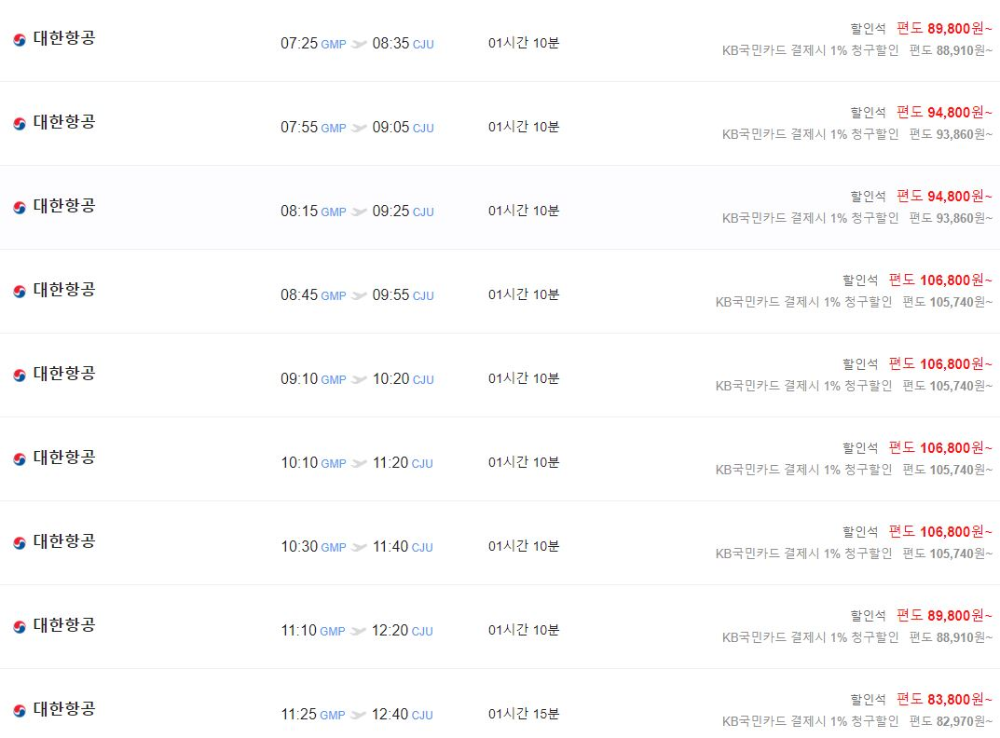 대한항공 07:25 GMP 08:35 CJU 01시간 10분 할인석 편도 89,800원~
KB국민카드 결제시 1% 청구할인 편도 88,910원~
대한항공 07:55 GMP 09:05 CJU 01시간 10분 할인석 편도 94,800원~
KB국민카드 결제시 1% 청구할인 편도 93,860원~
대한항공 08:15 GMP 09:25 CJU 01시간 10분 할인석 편도 94,800원~
KB국민카드 결제시 1% 청구할인 편도 93,860원~
대한항공 08:45 GMP 09:55 CJU 01시간 10분 할인석 편도 106,800원~
KB국민카드 결제시 1% 청구할인 편도 105,740원~
대한항공 09:10 GMP 10:20 CJU 01시간 10분 할인석 편도 106,800원~
KB국민카드 결제시 1% 청구할인 편도 105,740원~
대한항공 10:10 GMP 11:20 CJU 01시간 10분 할인석 편도 106,800원~
KB국민카드 결제시 1% 청구할인 편도 105,740원~
대한항공 10:30 GMP 11:40 CJU 01시간 10분 할인석 편도 106,800원~
KB국민카드 결제시 1% 청구할인 편도 105,740원~
대한항공 11:10 GMP 12:20 CJU 01시간 10분 할인석 편도 89,800원~
KB국민카드 결제시 1% 청구할인 편도 88,910원~
대한항공 11:25 GMP 12:40 CJU 01시간 15분 할인석 편도 83,800원~
KB국민카드 결제시 1% 청구할인 편도 82,970원~